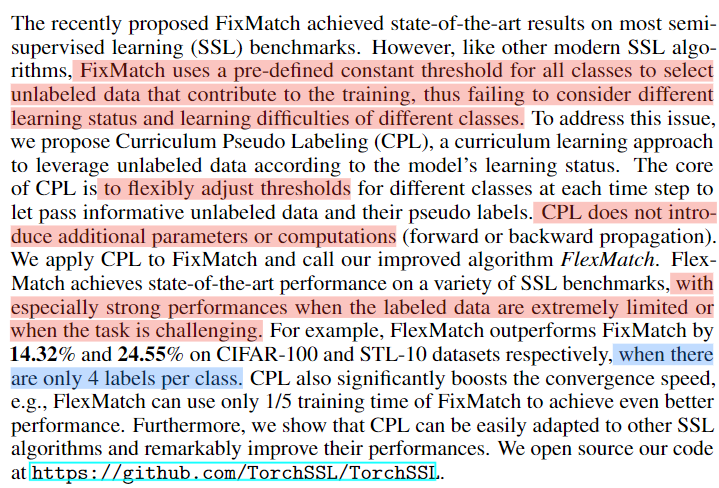 The recently proposed FixMatch achieved state-of-the-art results on most semi-
supervised learning (SSL) benchmarks. However, like other modern SSL algo-
rithms, FixMatch uses a pre-defined constant threshold for all classes to select
unlabeled data that contribute to the training, thus failing to consider different
learning status and learning difficulties of different classes. To address this issue,
we propose Curriculum Pseudo Labeling (CPL), a curriculum learning approach
to leverage unlabeled data according to the model's learning status. The core
of CPL is to flexibly adjust thresholds for different classes at each time step to
let pass informative unlabeled data and their pseudo labels. CPL does not intro-
duce additional parameters or computations (forward or backward propagation).
We apply CPL to FixMatch and call our improved algorithm FlexMatch. Flex-
Match achieves state-of-the-art performance on a variety of SSL benchmarks, with
especially strong performances when the labeled data are extremely limited or
when the task is challenging. For example, FlexMatch outperforms FixMatch by
14.32% and 24.55% on CIFAR-100 and STL-10 datasets respectively, when there
are only 4 labels per class. CPL also significantly boosts the convergence speed,
e.g., FlexMatch can use only 1/5 training time of FixMatch to achieve even better
performance. Furthermore, we show that CPL can be easily adapted to other SSL
algorithms and remarkably improve their performances. We open source our code
at https://github.com/TorchSSL/TorchSSL.